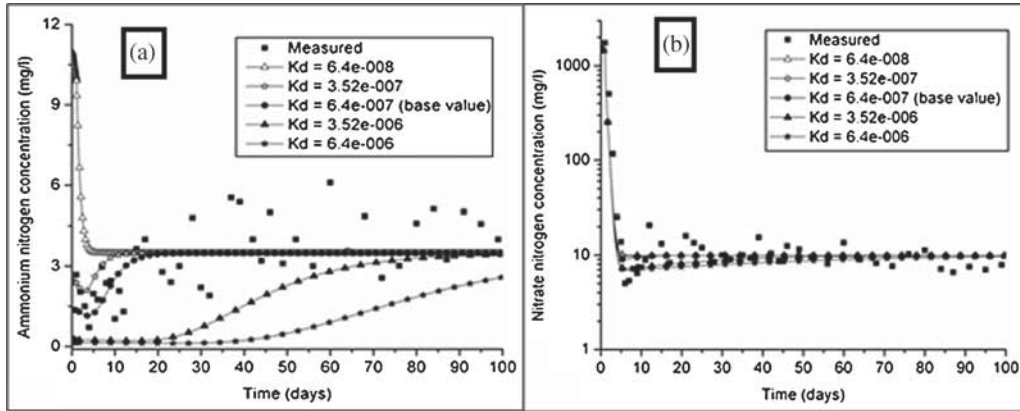 (a)
Measured
Kd = 6.4e-008
Kd = 3.52e-007
Kd = 6.4e-007 (base value)
Kd = 3.52e-006
Kd = 6.4e-006
Ammonium nitrogen concentration (mg/l)
12
9
6
3
0
0 10 20 30 40 50 60 70 80 90 100
Time (days)
(b)
Measured
Kd = 6.4e-008
Kd = 3.52e-007
Kd = 6.4e-007 (base value)
Kd = 3.52e-006
Kd = 6.4e-006
Nitrate nitrogen concentration (mg/l)
1000
100
10
1
0 10 20 30 40 50 60 70 80 90 100
Time (days)